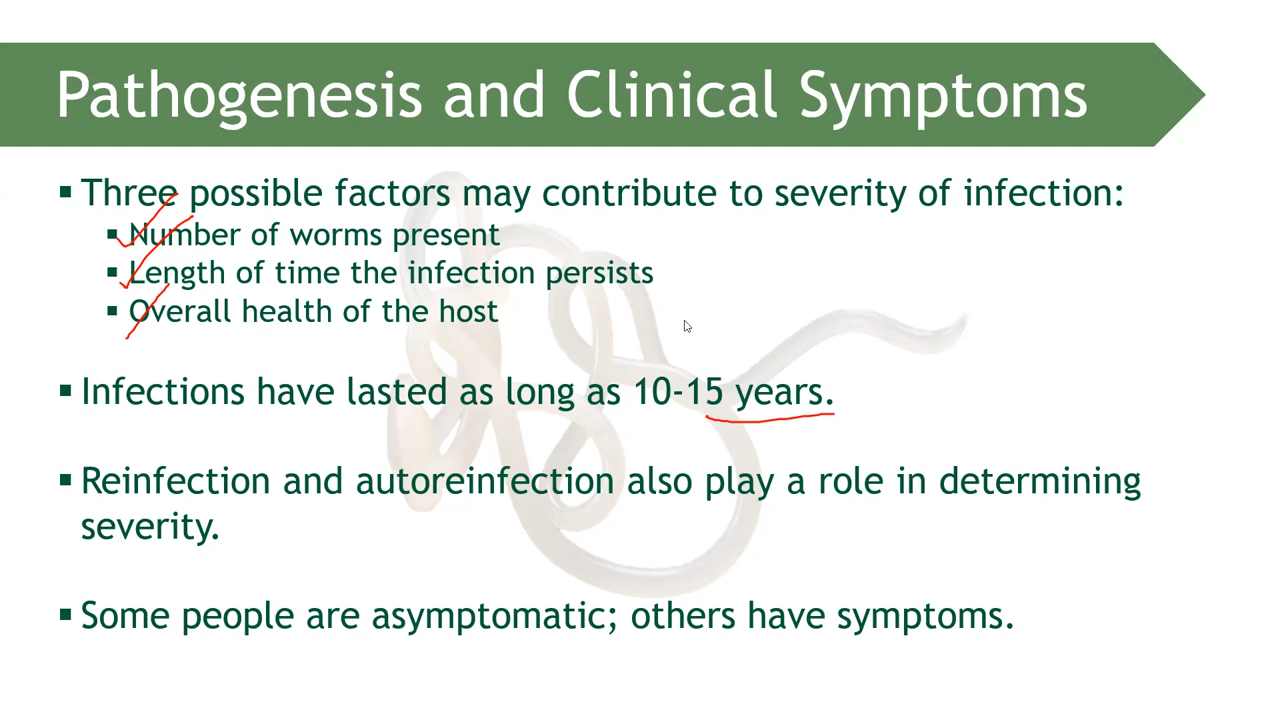 Pathogenesis and Clinical Symptoms
▪ Three possible factors may contribute to severity of infection:
▪ Number of worms present
▪ Length of time the infection persists
▪ Overall health of the host
▪ Infections have lasted as long as 10-15 years.
▪ Reinfection and autoreinfection also play a role in determining
severity.
▪ Some people are asymptomatic; others have symptoms.